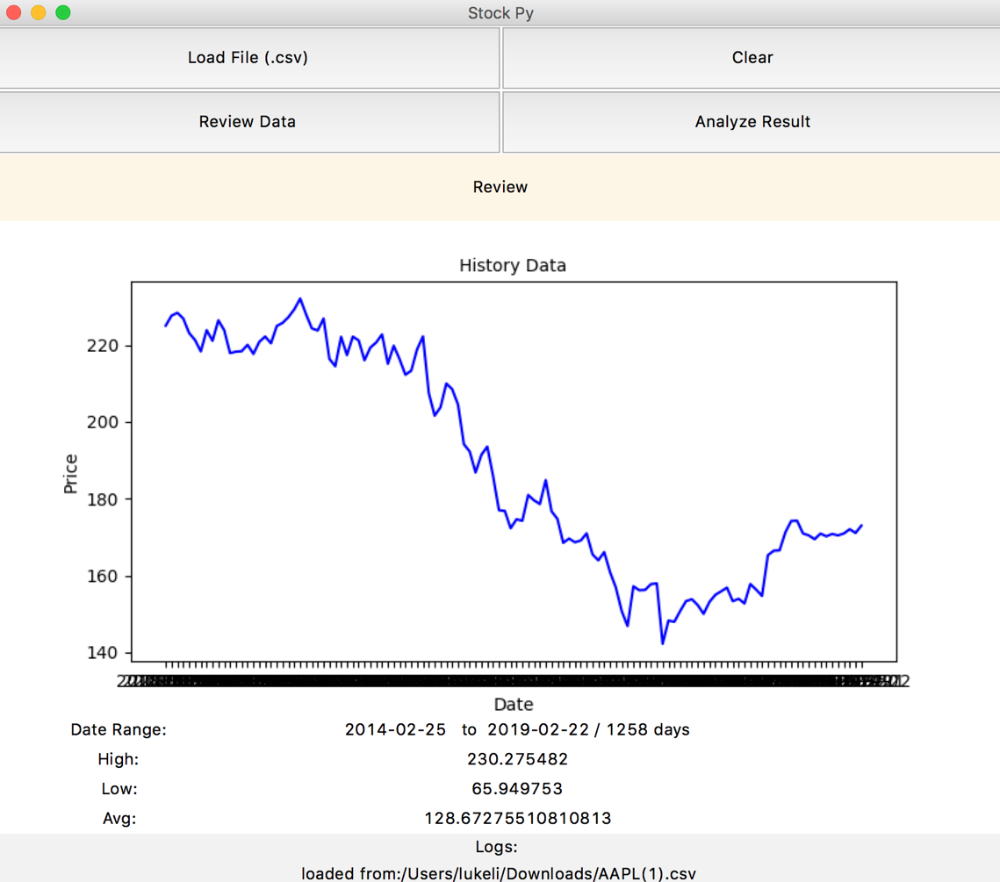 Stock Py
Load File (.csv) Clear
Review Data Analyze Result
Review
History Data
220
200
180
160
140
Price
Date
Date Range: 2014-02-25 to 2019-02-22 / 1258 days
High: 230.275482
Low: 65.949753
Avg: 128.67275510810813
Logs:
loaded from:/Users/lukeli/Downloads/AAPL(1).csv